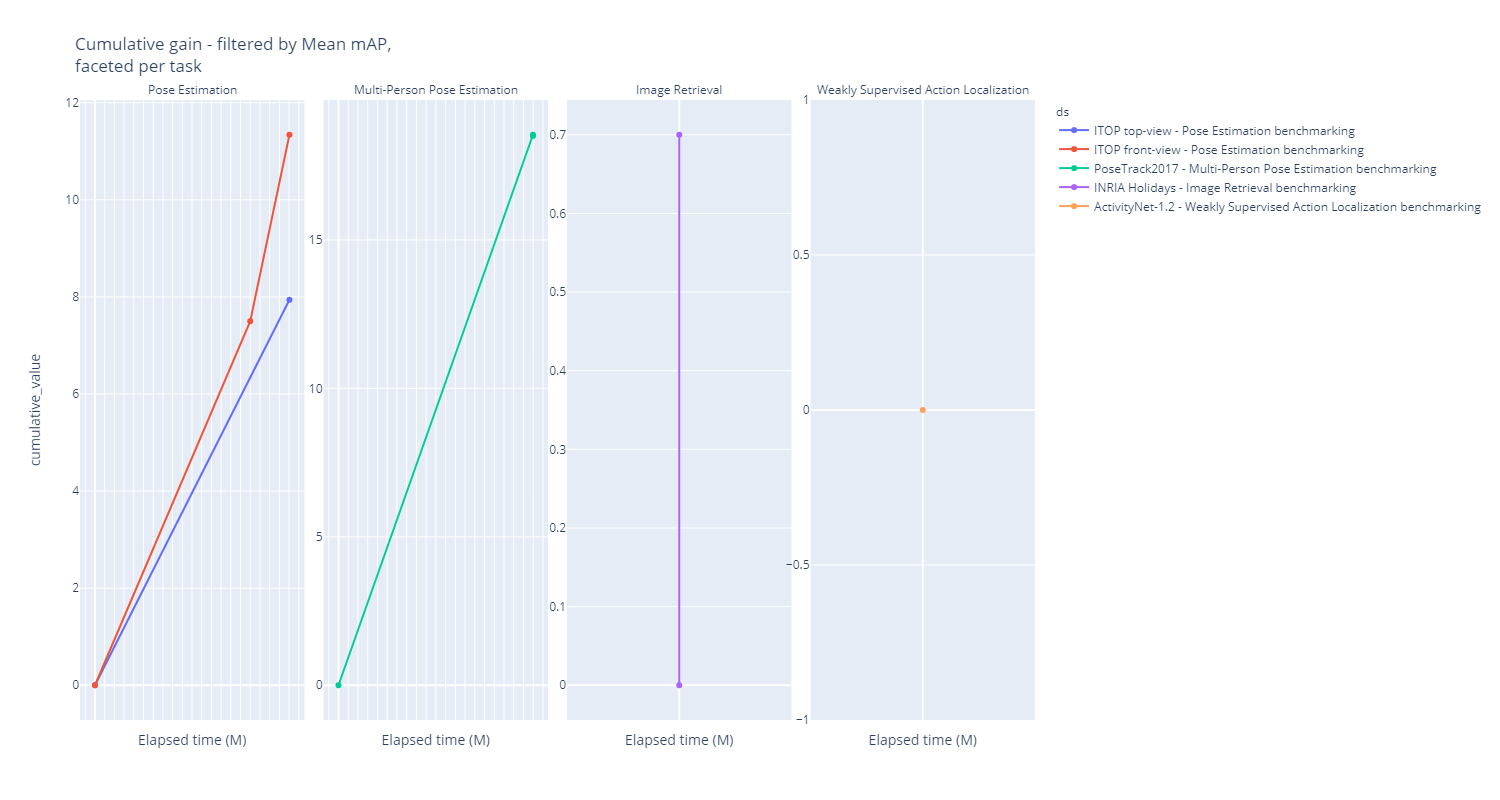 Cumulative gain - filtered by Mean mAP,
faceted per task
Pose Estimation
Multi-Person Pose Estimation
Image Retrieval
Weakly Supervised Action Localization
cumulative_value
12
10
8
6
4
2
0
15
10
5
0
0.7
0.6
0.5
0.4
0.3
0.2
0.1
0
1
0.5
0
−0.5
−1
Elapsed time (M)
Elapsed time (M)
Elapsed time (M)
Elapsed time (M)
ds
ITOP top-view - Pose Estimation benchmarking
ITOP front-view - Pose Estimation benchmarking
PoseTrack2017 - Multi-Person Pose Estimation benchmarking
INRIA Holidays - Image Retrieval benchmarking
ActivityNet-1.2 - Weakly Supervised Action Localization benchmarking